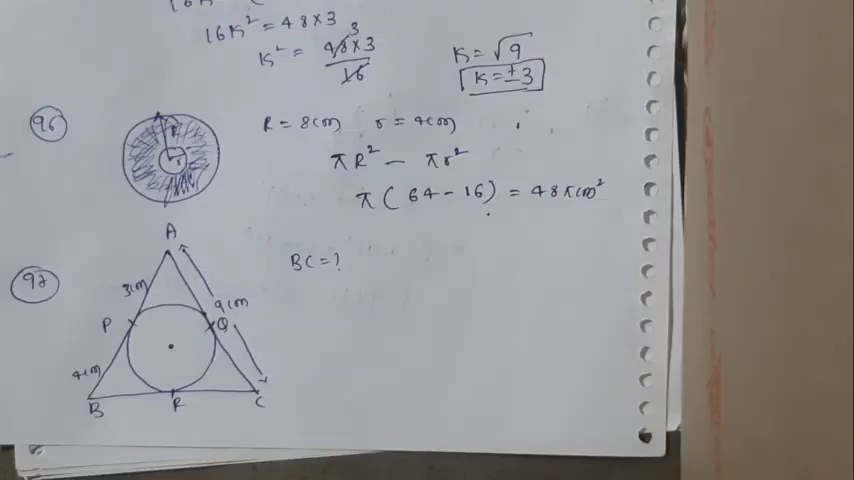 16K² = 48×3
K² = 48×3 / 16
3
K = √9
K = ±3
96
R
r
R = 8cm r = 4cm
πR² – πr²
π(64-16) = 48πcm²
97
A
BC = ?
3cm
9cm
P
Q
4cm
B
R
C